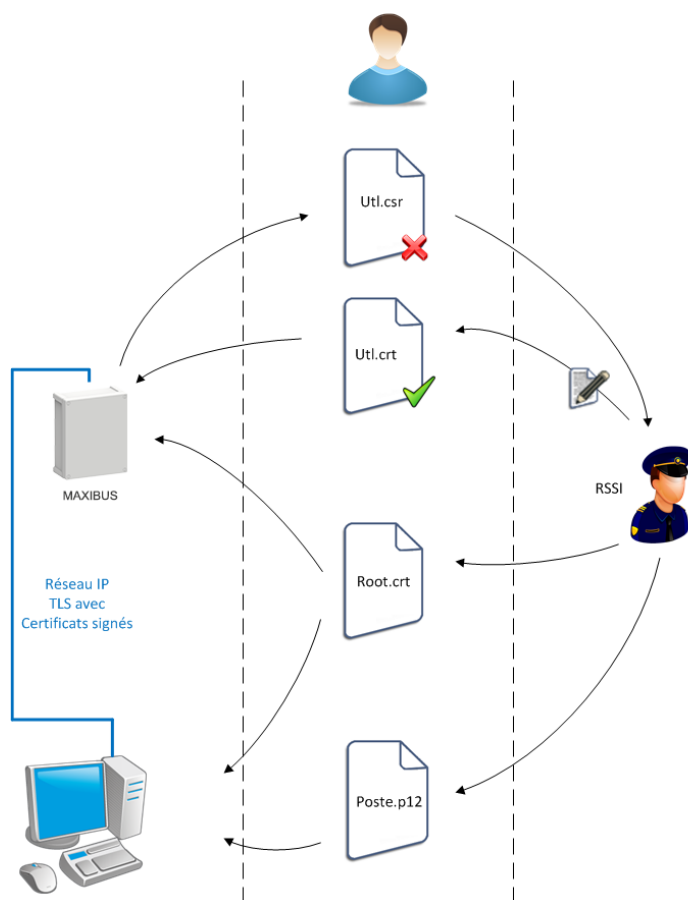 Utl.csr
Utl.crt
MAXIBUS
RSSI
Root.crt
Réseau IP
TLS avec
Certificats signés
Poste.p12